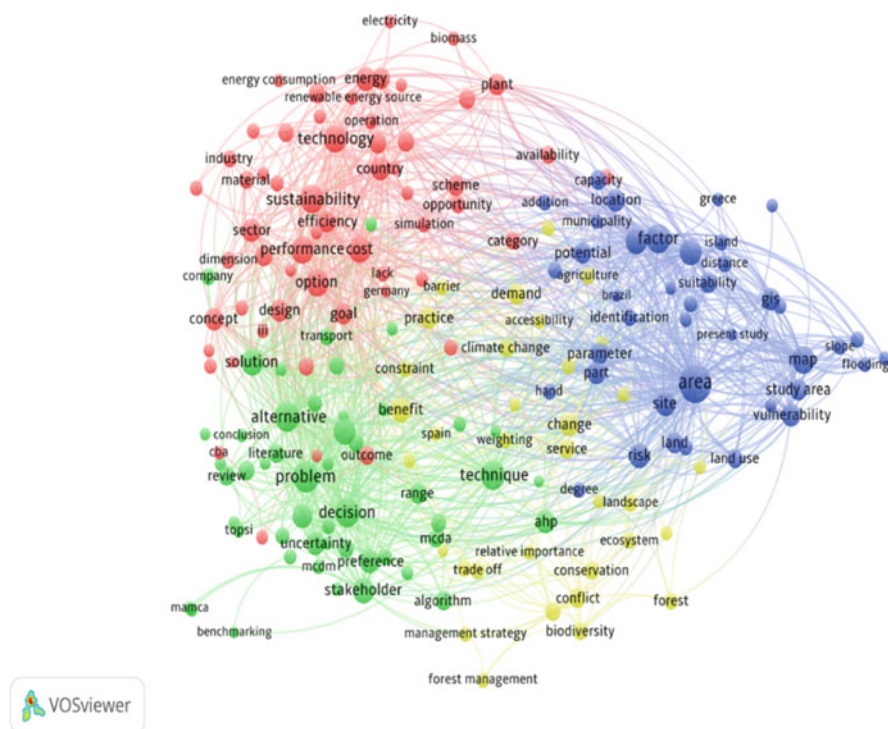 electricity
biomass
energy consumption
energy
plant
renewable energy source
operation
technology
industry
availability
country
material
scheme
capacity
sustainability
opportunity
addition
location
greece
efficiency
simulation
municipality
sector
performance
cost
category
potential
factor
island
dimension
distance
company
lack
agriculture
suitability
option
germany
barrier
demand
brazil
gis
concept
design
goal
practice
accessibility
identification
iii
transport
present study
climate change
parameter
slope
solution
constraint
part
map
flooding
area
hand
study area
alternative
benefit
site
vulnerability
spain
change
conclusion
weighting
service
land
cba
literature
outcome
risk
land use
review
problem
technique
range
degree
landscape
decision
topsi
ahp
uncertainty
mcda
ecosystem
relative importance
mcdm
preference
trade off
conservation
stakeholder
algorithm
conflict
forest
mamca
benchmarking
management strategy
biodiversity
forest management
VOSviewer